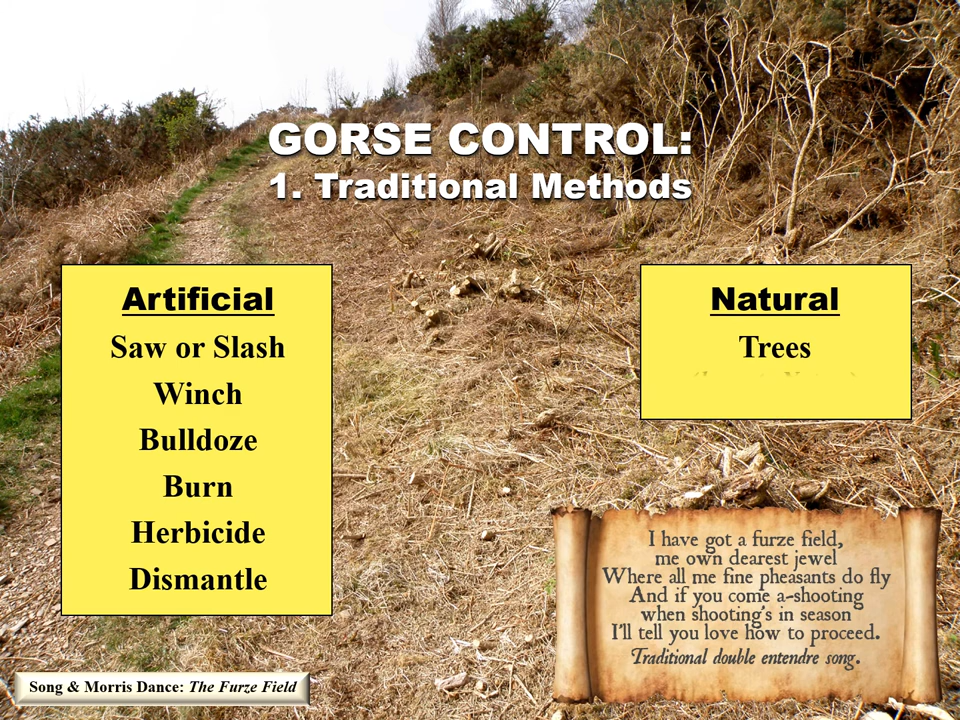 GORSE CONTROL:
1. Traditional Methods
Artificial
Saw or Slash
Winch
Bulldoze
Burn
Herbicide
Dismantle
Natural
Trees
I have got a furze field,
me own dearest jewel
Where all me fine pheasants do fly
And if you come a-shooting
when shooting's in season
I'll tell you love how to proceed.
Traditional double entendre song.
Song & Morris Dance: The Furze Field